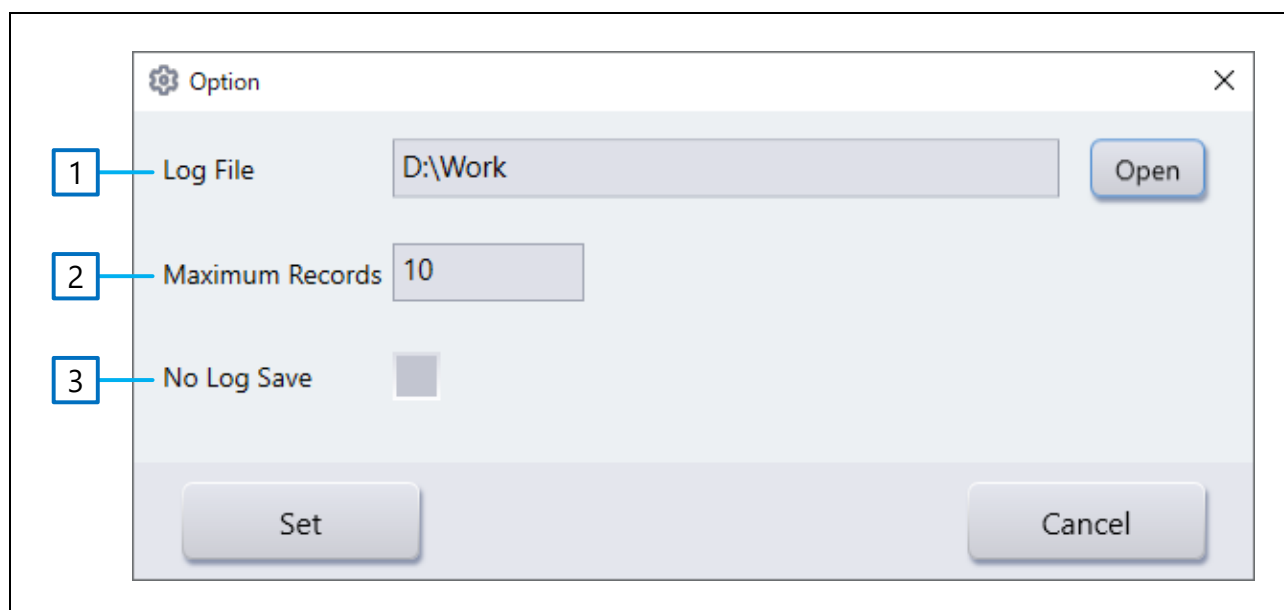 Option
1 Log File D:\Work Open
2 Maximum Records 10
3 No Log Save
Set Cancel